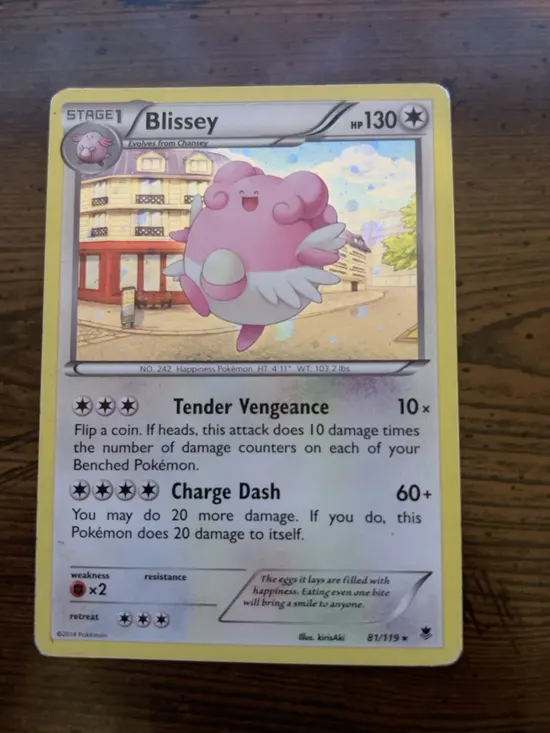 STAGE1 Blissey HP130
Evolves from Chansey
NO. 242 Happiness Pokémon HT. 4'11" WT. 103.2 lbs
Tender Vengeance 10×
Flip a coin. If heads, this attack does 10 damage times
the number of damage counters on each of your
Benched Pokémon.
Charge Dash 60+
You may do 20 more damage. If you do, this
Pokémon does 20 damage to itself.
weakness resistance
×2
The eggs it lays are filled with
happiness. Eating even one bite
will bring a smile to anyone.
retreat
©2014 Pokémon Illus. kirisAki 81/119 ★